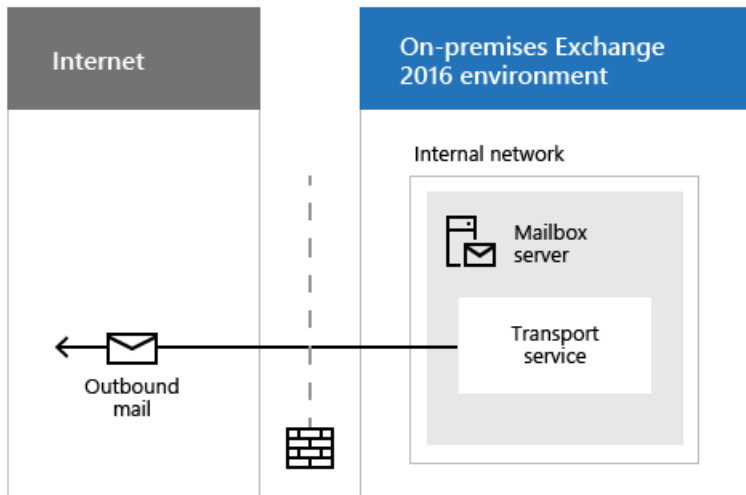 Internet
On-premises Exchange
2016 environment
Internal network
Mailbox
server
Transport
service
Outbound
mail